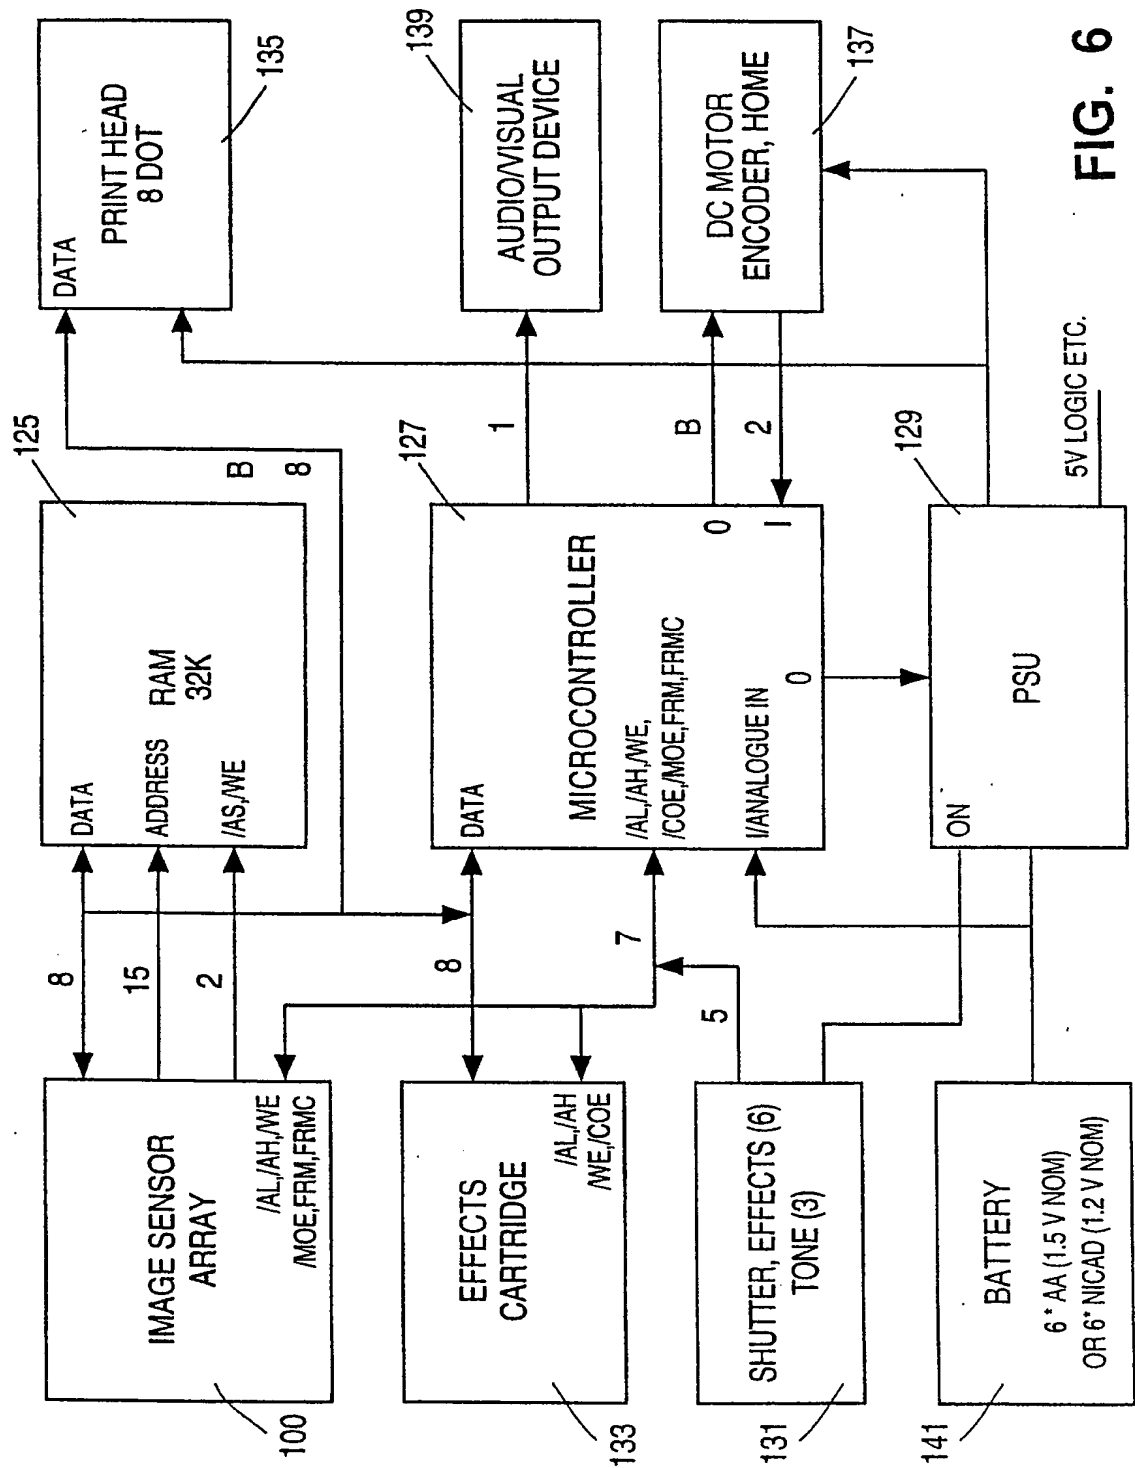 IMAGE SENSOR
ARRAY
/AL,/AH,/WE
/MOE,FRM,FRMC
100
8
15
2
DATA
ADDRESS
/AS,/WE
RAM
32K
125
B
8
DATA
PRINT HEAD
8 DOT
135
EFFECTS
CARTRIDGE
/AL,/AH
/WE,/COE
133
8
7
5
DATA
MICROCONTROLLER
/AL,/AH,/WE,
/COE,/MOE,FRM,FRMC
I/ANALOGUE IN
0
0
I
127
1
B
2
AUDIO/VISUAL
OUTPUT DEVICE
139
DC MOTOR
ENCODER, HOME
137
SHUTTER, EFFECTS (6)
TONE (3)
131
BATTERY
6 * AA (1.5 V NOM)
OR 6* NICAD (1.2 V NOM)
141
ON
PSU
129
5V LOGIC ETC.
FIG. 6